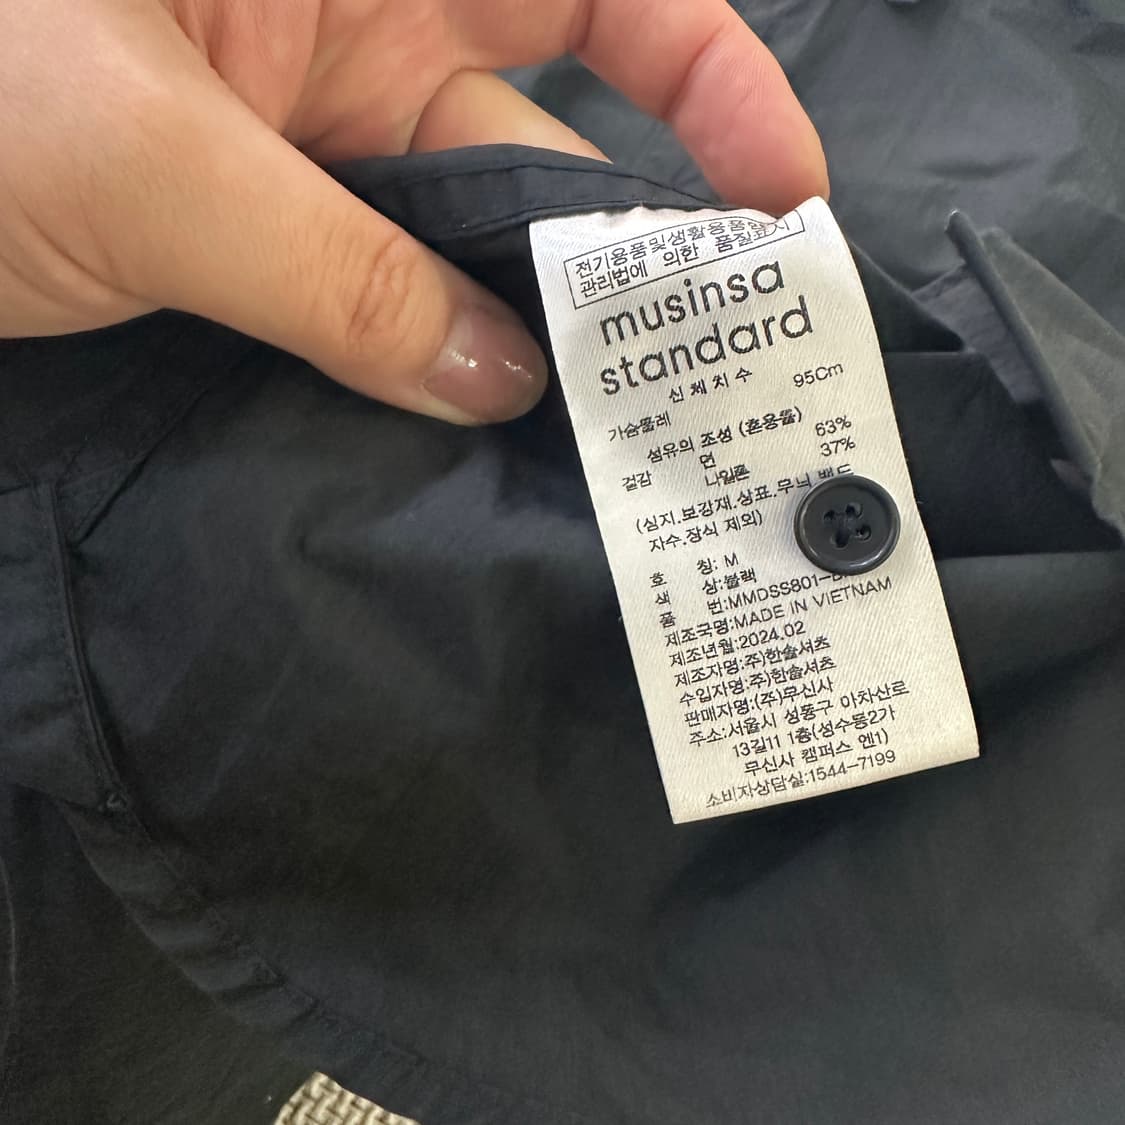 전기용품및생활용품안전
관리법에 의한 품질표시
musinsa
standard
신체치수
가슴둘레 95Cm
섬유의 조성 (혼용률)
겉감 면 63%
나일론 37%
(심지.보강재.상표.무늬 밴드
자수.장식 제외)
호 칭: M
색 상:블랙
품 번:MMDSS801-
제조국명:MADE IN VIETNAM
제조년월:2024.02
제조자명:주)한솔셔츠
수입자명:주)한솔셔츠
판매자명:(주)무신사
주소:서울시 성동구 아차산로
13길11 1층(성수동2가
무신사 캠퍼스 엔1)
소비자상담실:1544-7199